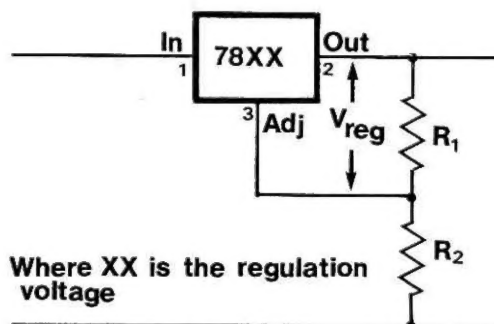 In
78XX
Out
1
2
3
Adj
Vreg
R1
R2
Where XX is the regulation
voltage